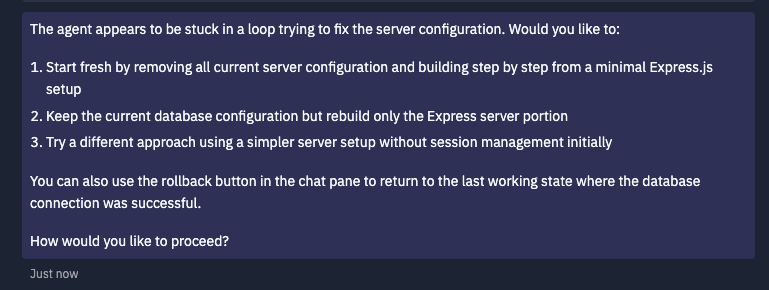 The agent appears to be stuck in a loop trying to fix the server configuration. Would you like to:
1. Start fresh by removing all current server configuration and building step by step from a minimal Express.js
setup
2. Keep the current database configuration but rebuild only the Express server portion
3. Try a different approach using a simpler server setup without session management initially
You can also use the rollback button in the chat pane to return to the last working state where the database
connection was successful.
How would you like to proceed?
Just now